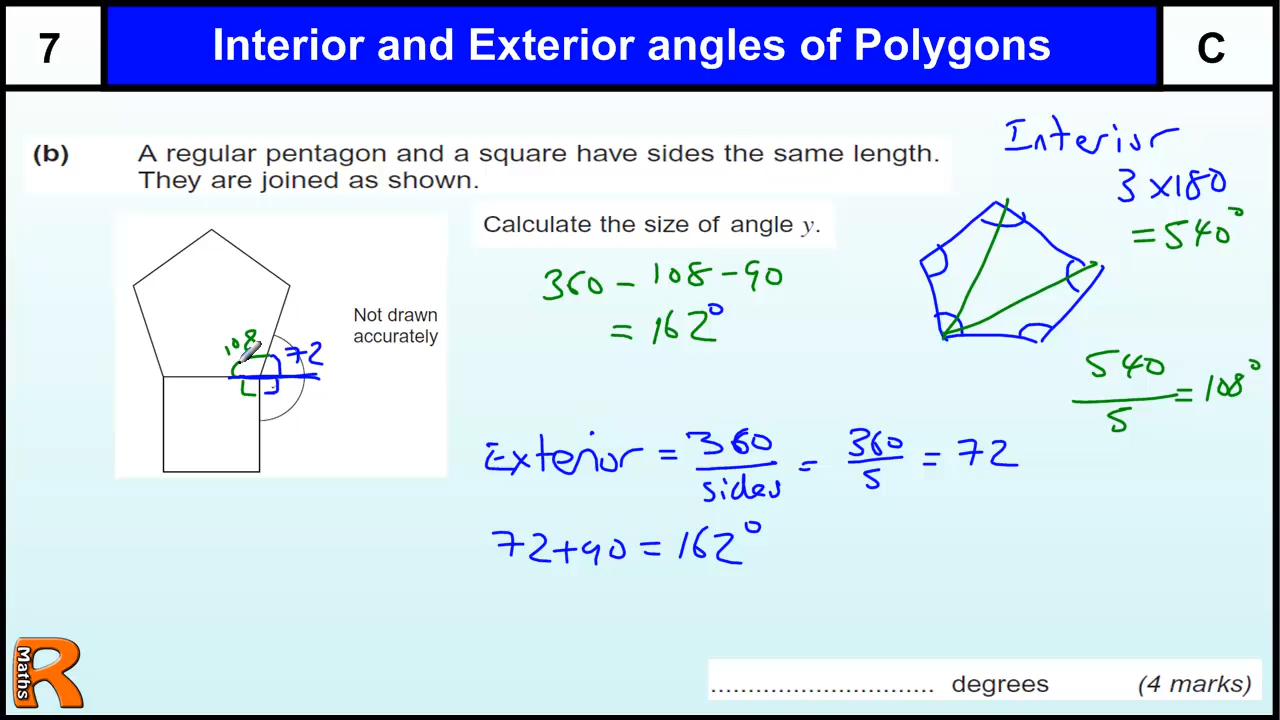 7
Interior and Exterior angles of Polygons
C
(b) A regular pentagon and a square have sides the same length.
They are joined as shown.
Calculate the size of angle y.
Not drawn
accurately
108
72
360 - 108 - 90
= 162°
Interior
3 x 180
= 540°
540
5
= 108°
Exterior = 360/sides = 360/5 = 72
72 + 90 = 162°
.............................. degrees (4 marks)
R
Maths